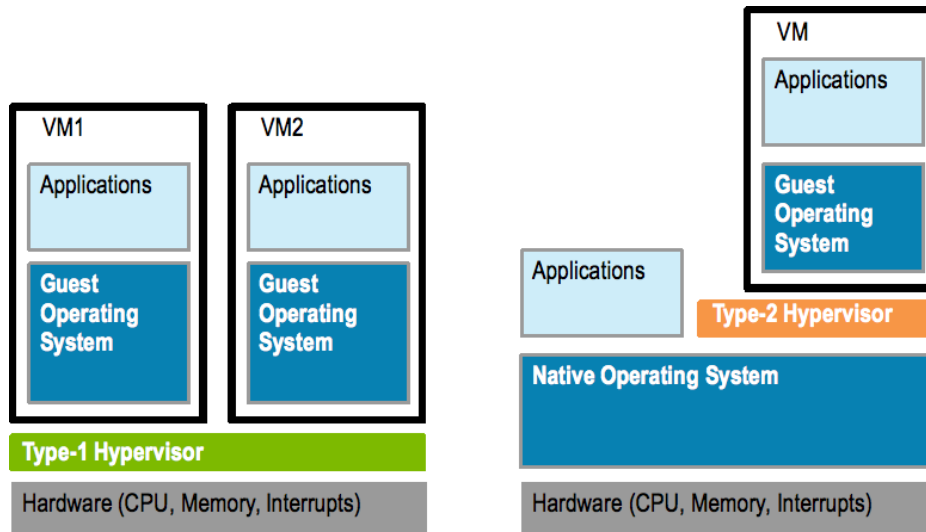 VM1
Applications
Guest
Operating
System
VM2
Applications
Guest
Operating
System
Type-1 Hypervisor
Hardware (CPU, Memory, Interrupts)
VM
Applications
Guest
Operating
System
Applications
Type-2 Hypervisor
Native Operating System
Hardware (CPU, Memory, Interrupts)